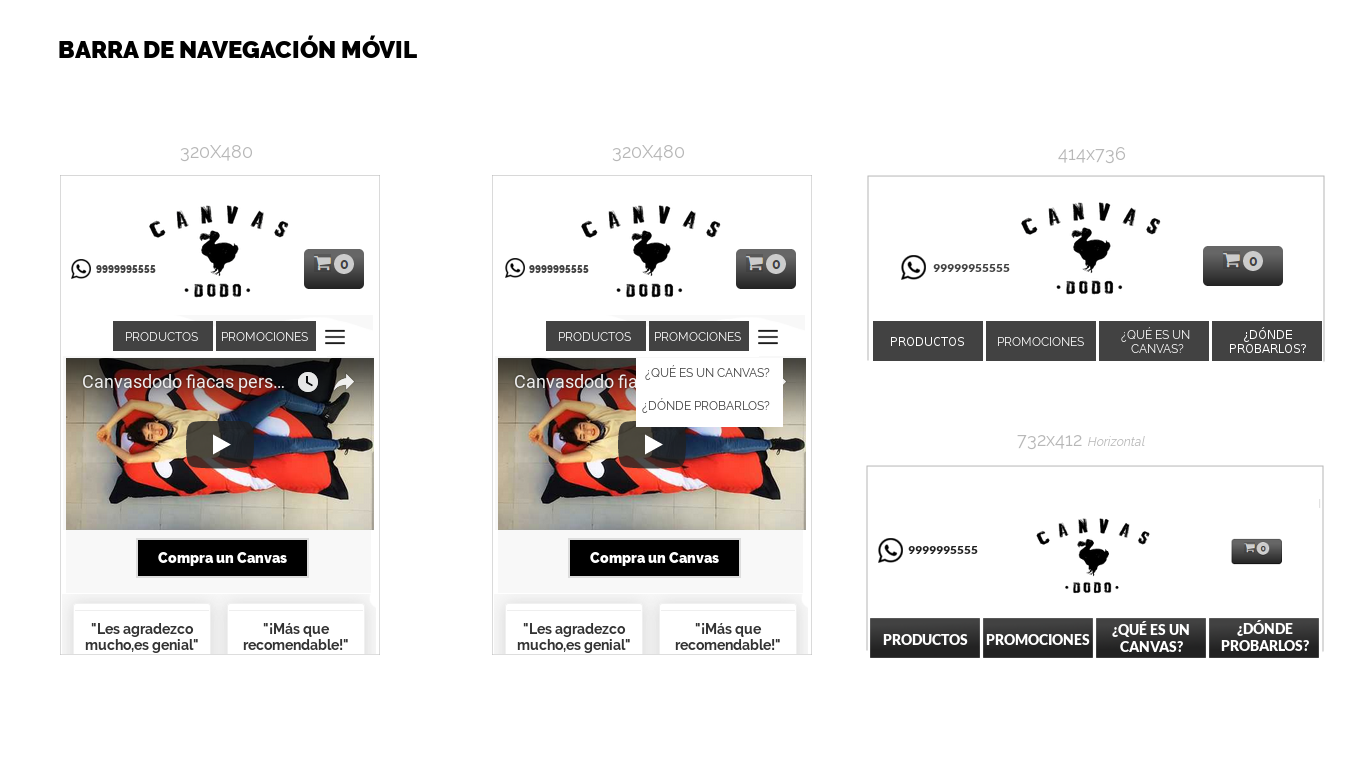 BARRA DE NAVEGACIÓN MÓVIL
320X480
CANVAS
DODO
9999995555
0
PRODUCTOS
PROMOCIONES
Canvasdodo fiacas pers...
Compra un Canvas
"Les agradezco
mucho,es genial"
"¡Más que
recomendable!"
320X480
CANVAS
DODO
9999995555
0
PRODUCTOS
PROMOCIONES
¿QUÉ ES UN CANVAS?
¿DÓNDE PROBARLOS?
Canvasdodo fia
Compra un Canvas
"Les agradezco
mucho,es genial"
"¡Más que
recomendable!"
414x736
CANVAS
DODO
99999955555
0
PRODUCTOS
PROMOCIONES
¿QUÉ ES UN
CANVAS?
¿DÓNDE
PROBARLOS?
732x412 Horizontal
CANVAS
DODO
9999995555
0
PRODUCTOS
PROMOCIONES
¿QUÉ ES UN
CANVAS?
¿DÓNDE
PROBARLOS?